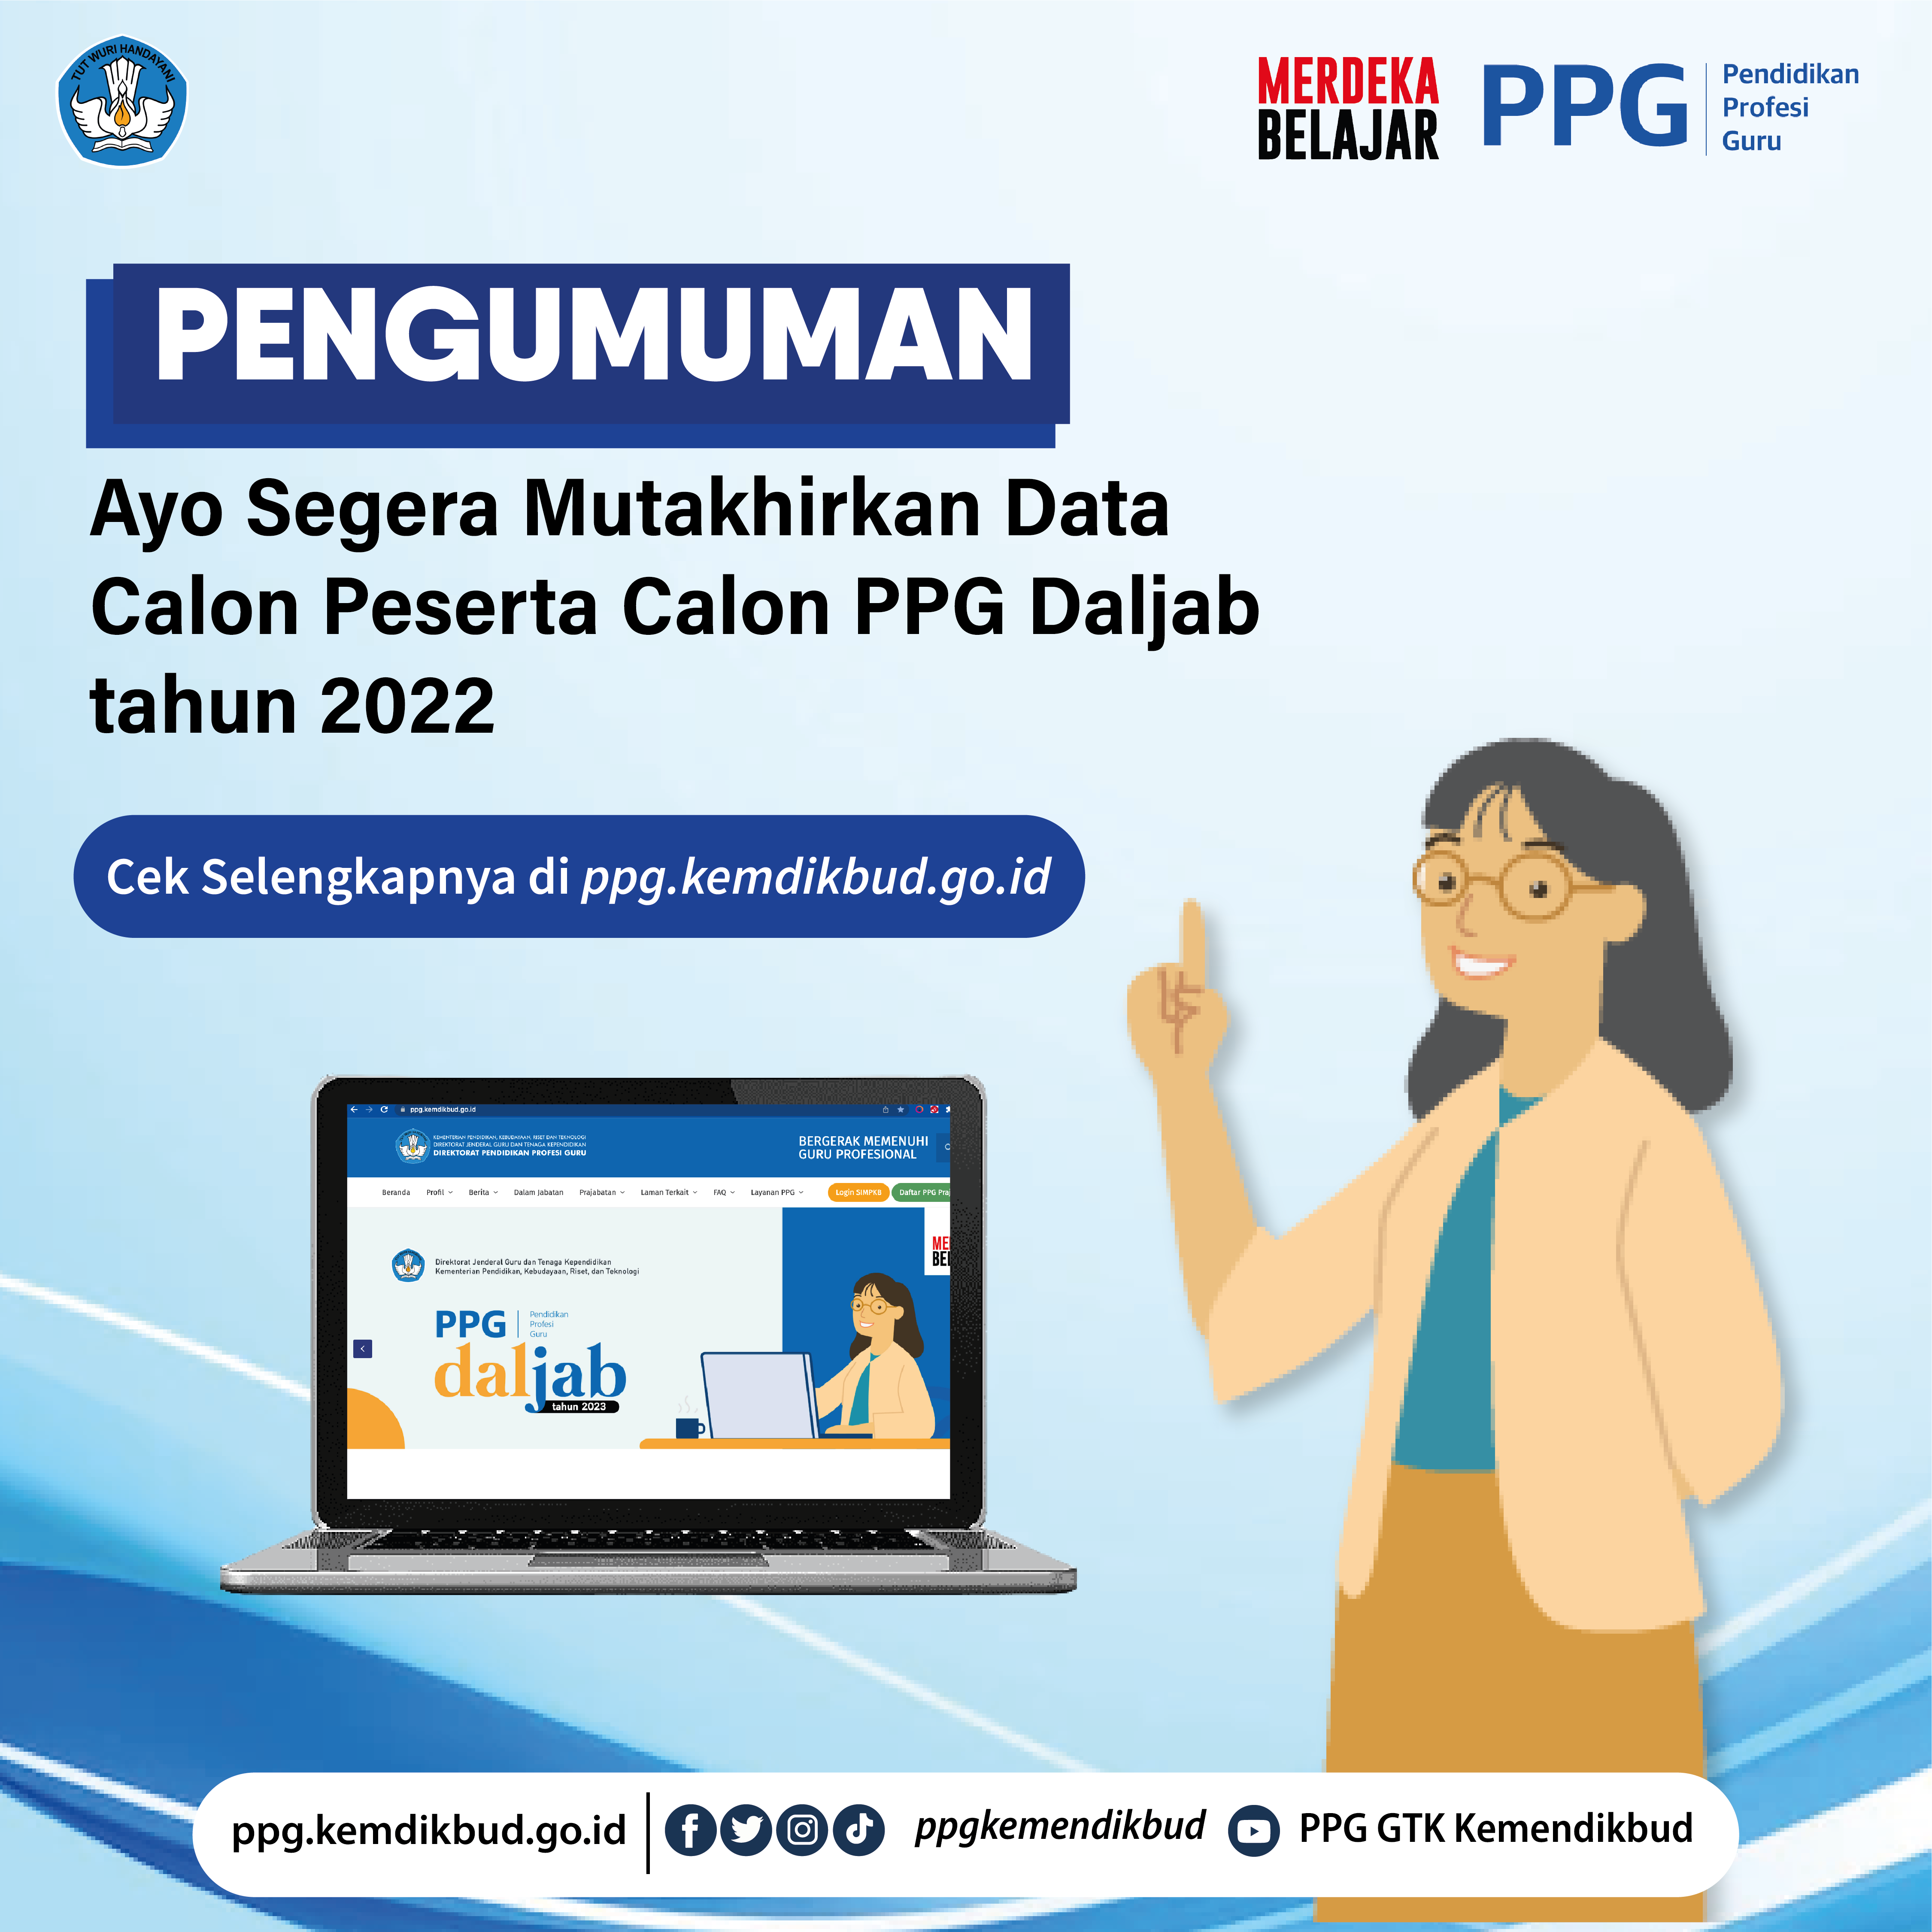 TUT WURI HANDAYANI
MERDEKA
BELAJAR
PPG
Pendidikan
Profesi
Guru
PENGUMUMAN
Ayo Segera Mutakhirkan Data
Calon Peserta Calon PPG Daljab
tahun 2022
Cek Selengkapnya di ppg.kemdikbud.go.id
ppg.kemdikbud.go.id
KEMENTERIAN PENDIDIKAN, KEBUDAYAAN, RISET DAN TEKNOLOGI
DIREKTORAT JENDERAL GURU DAN TENAGA KEPENDIDIKAN
DIREKTORAT PENDIDIKAN PROFESI GURU
BERGERAK MEMENUHI
GURU PROFESIONAL
Beranda Profil Berita Dalam Jabatan Prajabatan Laman Terkait FAQ Layanan PPG Login SIMPKB Daftar PPG Pra
Direktorat Jenderal Guru dan Tenaga Kependidikan
Kementerian Pendidikan, Kebudayaan, Riset, dan Teknologi
ME
BEL
PPG
Pendidikan
Profesi
Guru
daljab
tahun 2023
ppg.kemdikbud.go.id ppgkemendikbud PPG GTK Kemendikbud